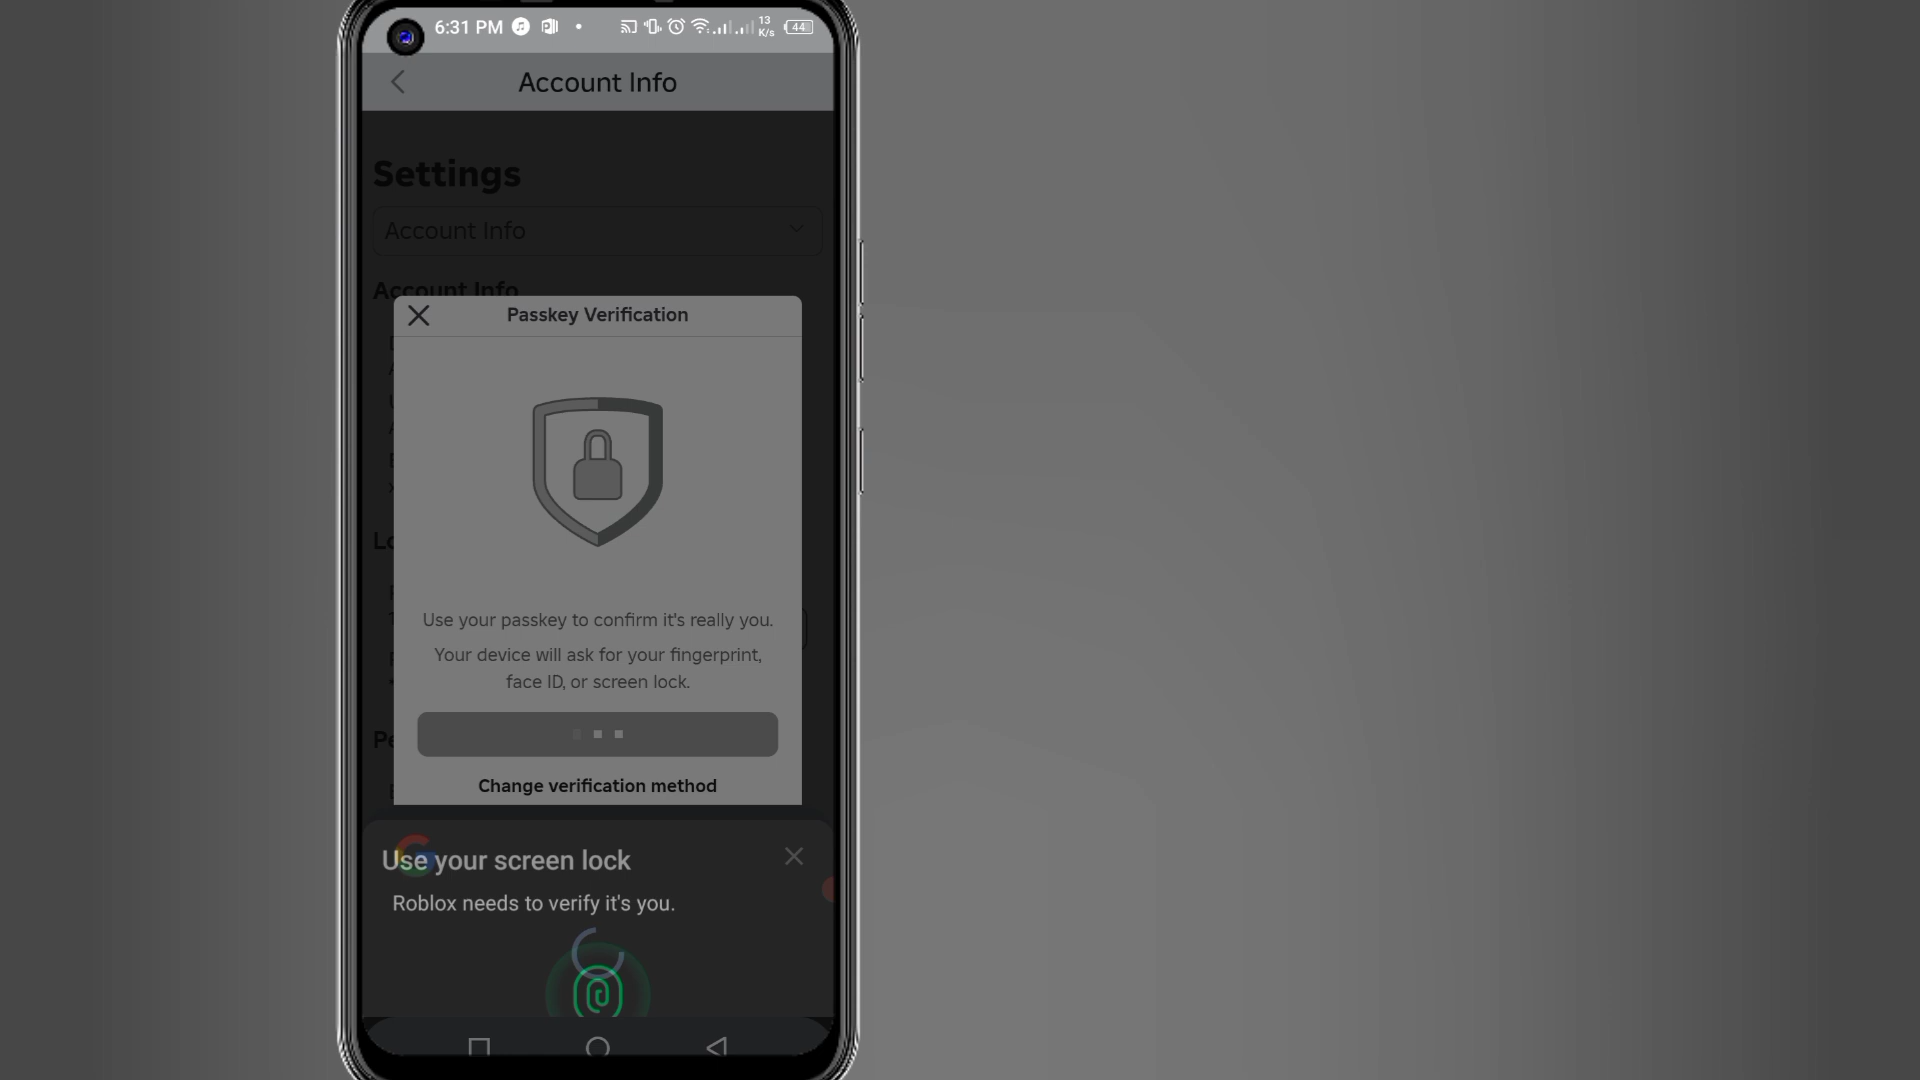 6:31 PM
13
K/s
44
Account Info
Settings
Account Info
Account Info
Passkey Verification
Use your passkey to confirm it's really you.
Your device will ask for your fingerprint,
face ID, or screen lock.
Change verification method
Use your screen lock
Roblox needs to verify it's you.